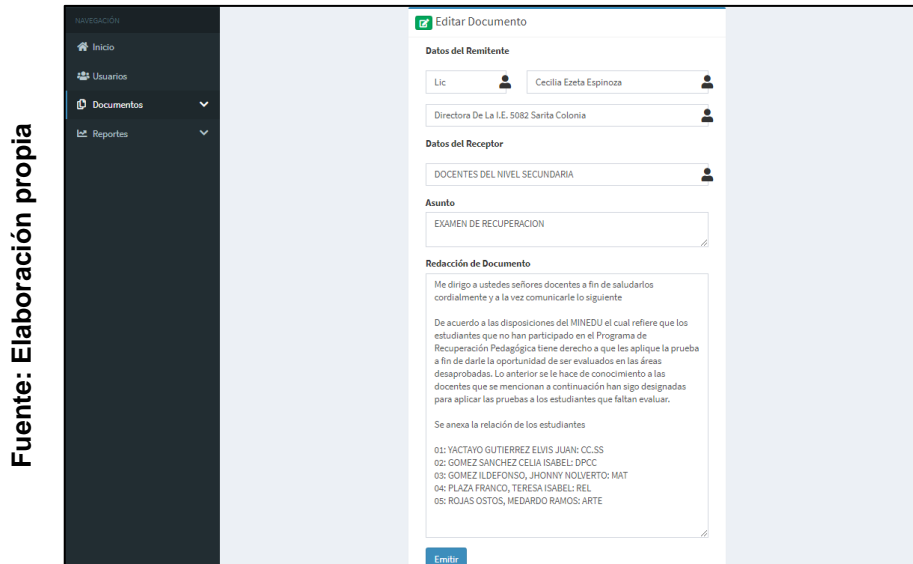 Fuente: Elaboración propia
NAVEGACIÓN
Inicio
Usuarios
Documentos
Reportes
Editar Documento
Datos del Remitente
Lic
Cecilia Ezeta Espinoza
Directora De La I.E. 5082 Sarita Colonia
Datos del Receptor
DOCENTES DEL NIVEL SECUNDARIA
Asunto
EXAMEN DE RECUPERACION
Redacción de Documento
Me dirigo a ustedes señores docentes a fin de saludarlos
cordialmente y a la vez comunicarle lo siguiente
De acuerdo a las disposiciones del MINEDU el cual refiere que los
estudiantes que no han participado en el Programa de
Recuperación Pedagógica tiene derecho a que les aplique la prueba
a fin de darle la oportunidad de ser evaluados en las áreas
desaprobadas. Lo anterior se le hace de conocimiento a las
docentes que se mencionan a continuación han sigo designadas
para aplicar las pruebas a los estudiantes que faltan evaluar.
Se anexa la relación de los estudiantes
01: YACTAYO GUTIERREZ ELVIS JUAN: CC.SS
02: GOMEZ SANCHEZ CELIA ISABEL: DPCC
03: GOMEZ ILDEFONSO, JHONNY NOLVERTO: MAT
04: PLAZA FRANCO, TERESA ISABEL: REL
05: ROJAS OSTOS, MEDARDO RAMOS: ARTE
Emitir